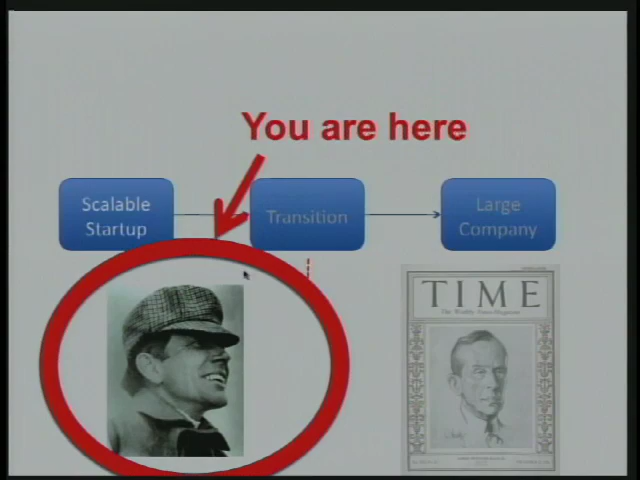 You are here
Scalable
Startup
Transition
Large
Company
TIME
The Weekly News-Magazine